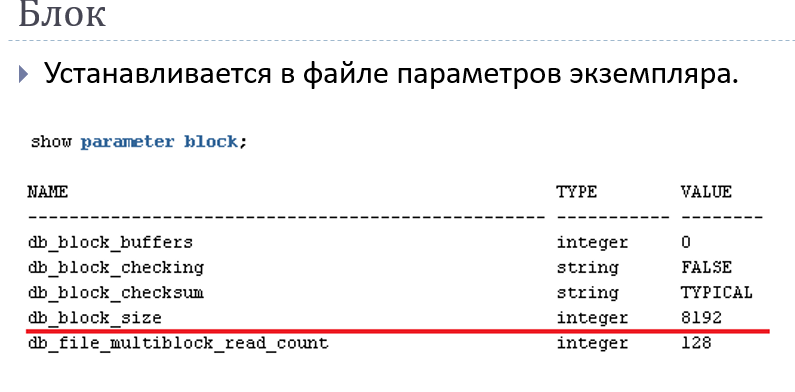 Блок
Устанавливается в файле параметров экземпляра.
show parameter block;
NAME TYPE VALUE
-------------------------------------------------- ----------- --------
db_block_buffers integer 0
db_block_checking string FALSE
db_block_checksum string TYPICAL
db_block_size integer 8192
db_file_multiblock_read_count integer 128